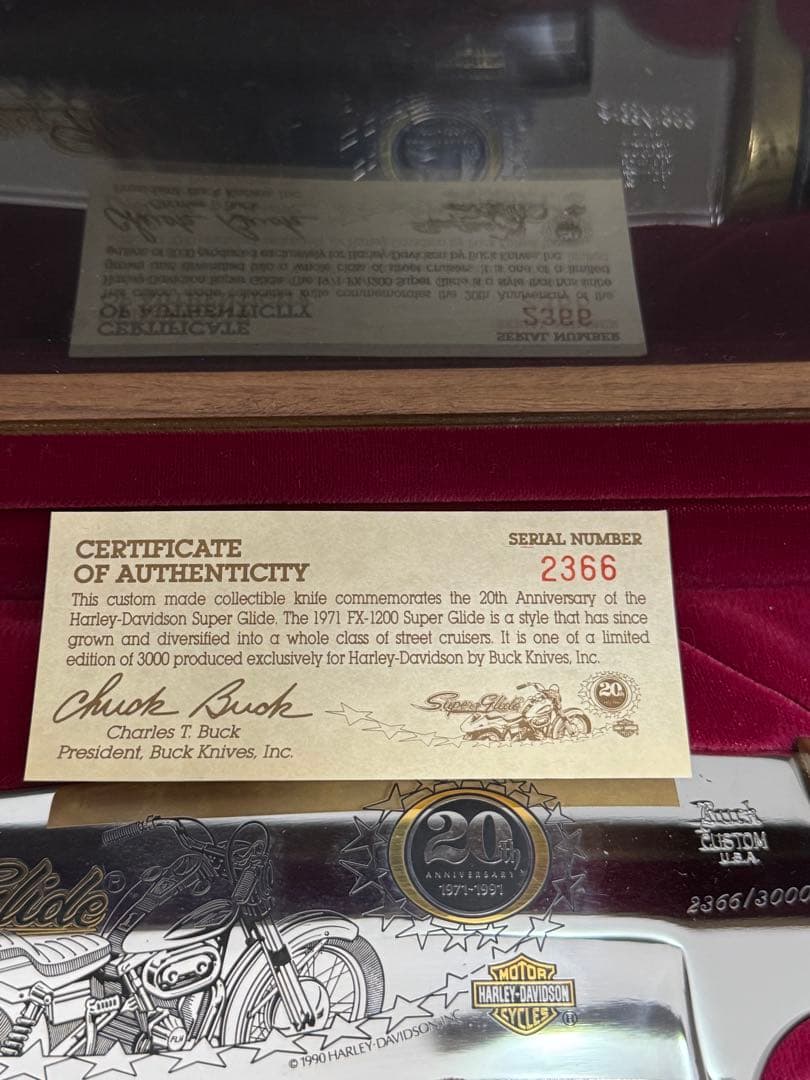 CERTIFICATE
OF AUTHENTICITY
SERIAL NUMBER
2366
This custom made collectible knife commemorates the 20th Anniversary of the
Harley-Davidson Super Glide. The 1971 FX-1200 Super Glide is a style that has since
grown and diversified into a whole class of street cruisers. It is one of a limited
edition of 3000 produced exclusively for Harley-Davidson by Buck Knives, Inc.
Chuck Buck
Charles T. Buck
President, Buck Knives, Inc.
Super Glide
20th
Glide®
20th
ANNIVERSARY
1971-1991
Buck
CUSTOM
U.S.A.
2366/3000
MOTOR
HARLEY-DAVIDSON
CYCLES
®
© 1990 HARLEY-DAVIDSON, INC.